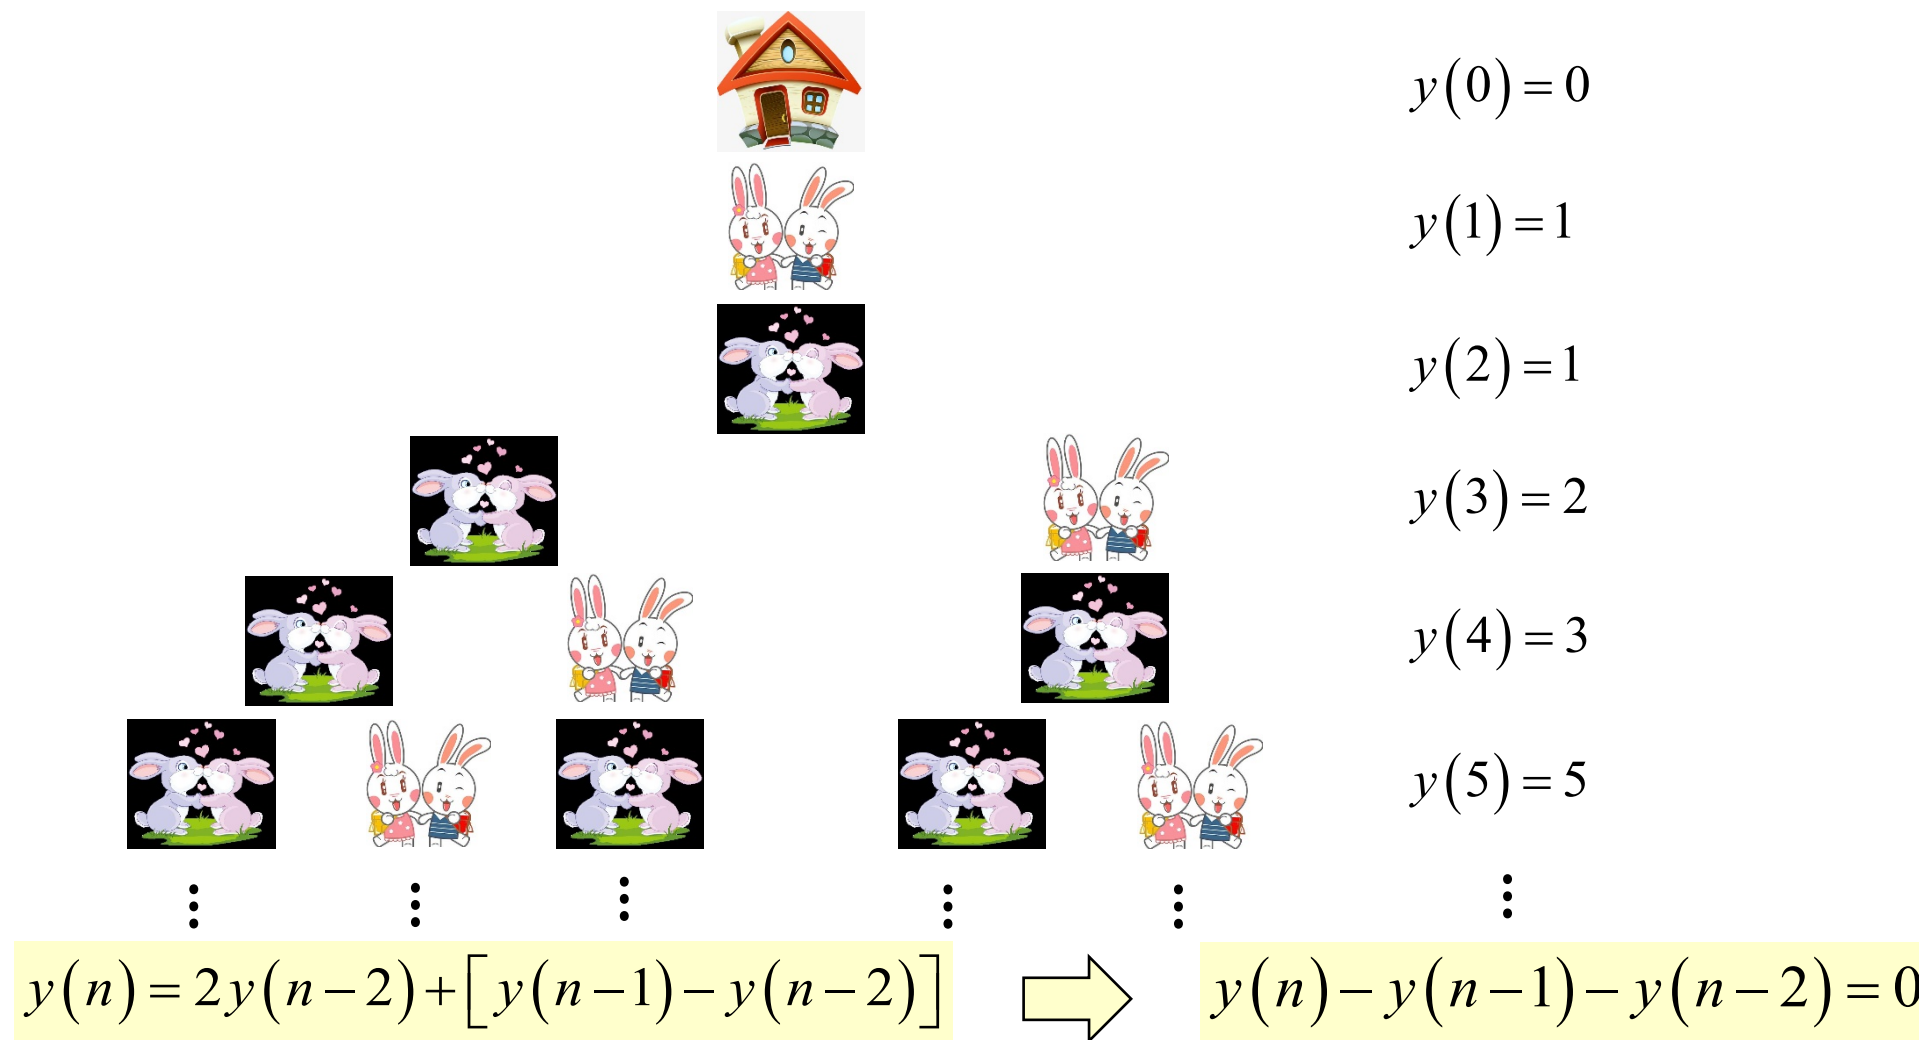 y(0) = 0
y(1) = 1
y(2) = 1
y(3) = 2
y(4) = 3
y(5) = 5
y(n) = 2y(n−2)+[y(n−1)−y(n−2)]
y(n)−y(n−1)−y(n−2) = 0